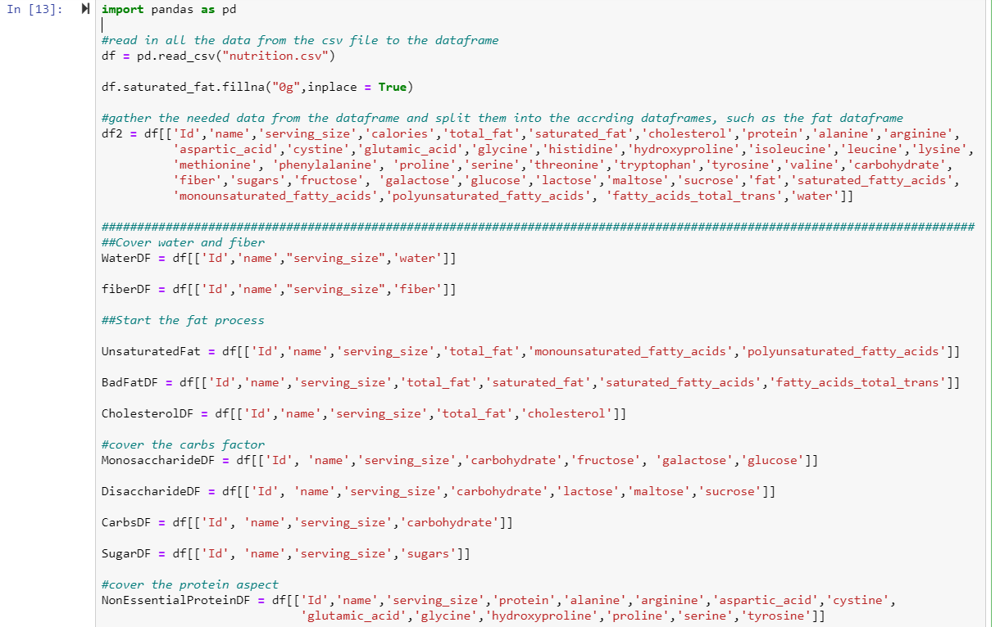 In [13]:
import pandas as pd
#read in all the data from the csv file to the dataframe
df = pd.read_csv("nutrition.csv")
df.saturated_fat.fillna("0g",inplace = True)
#gather the needed data from the dataframe and split them into the accrding dataframes, such as the fat dataframe
df2 = df[['Id','name','serving_size','calories','total_fat','saturated_fat','cholesterol','protein','alanine','arginine',
'aspartic_acid','cystine','glutamic_acid','glycine','histidine','hydroxyproline','isoleucine','leucine','lysine',
'methionine', 'phenylalanine', 'proline','serine','threonine','tryptophan','tyrosine','valine','carbohydrate',
'fiber','sugars','fructose', 'galactose','glucose','lactose','maltose','sucrose','fat','saturated_fatty_acids',
'monounsaturated_fatty_acids','polyunsaturated_fatty_acids', 'fatty_acids_total_trans','water']]
###########################################################################################################################
##Cover water and fiber
WaterDF = df[['Id','name',"serving_size",'water']]
fiberDF = df[['Id','name',"serving_size",'fiber']]
##Start the fat process
UnsaturatedFat = df[['Id','name','serving_size','total_fat','monounsaturated_fatty_acids','polyunsaturated_fatty_acids']]
BadFatDF = df[['Id','name','serving_size','total_fat','saturated_fat','saturated_fatty_acids','fatty_acids_total_trans']]
CholesterolDF = df[['Id','name','serving_size','total_fat','cholesterol']]
#cover the carbs factor
MonosaccharideDF = df[['Id', 'name','serving_size','carbohydrate','fructose', 'galactose','glucose']]
DisaccharideDF = df[['Id', 'name','serving_size','carbohydrate','lactose','maltose','sucrose']]
CarbsDF = df[['Id', 'name','serving_size','carbohydrate']]
SugarDF = df[['Id', 'name','serving_size','sugars']]
#cover the protein aspect
NonEssentialProteinDF = df[['Id','name','serving_size','protein','alanine','arginine','aspartic_acid','cystine',
'glutamic_acid','glycine','hydroxyproline','proline','serine','tyrosine']]